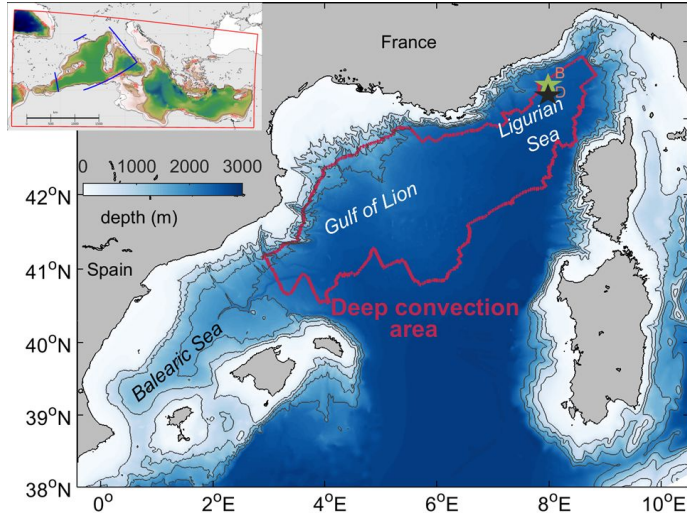 France
B
D
Ligurian
Sea
0 1000 2000 3000
depth (m)
Gulf of Lion
Spain
Deep convection
area
Balearic Sea
42°N
41°N
40°N
39°N
38°N
0° 2°E 4°E 6°E 8°E 10°E